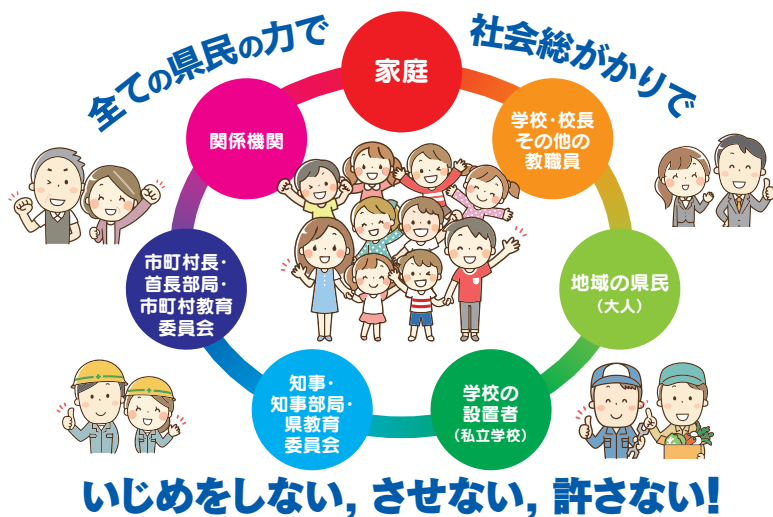 全ての県民の力で
社会総がかりで
家庭
学校・校長
その他の
教職員
地域の県民
（大人）
学校の
設置者
（私立学校）
知事・
知事部局・
県教育
委員会
市町村長・
首長部局・
市町村教育
委員会
関係機関
いじめをしない，させない，許さない！